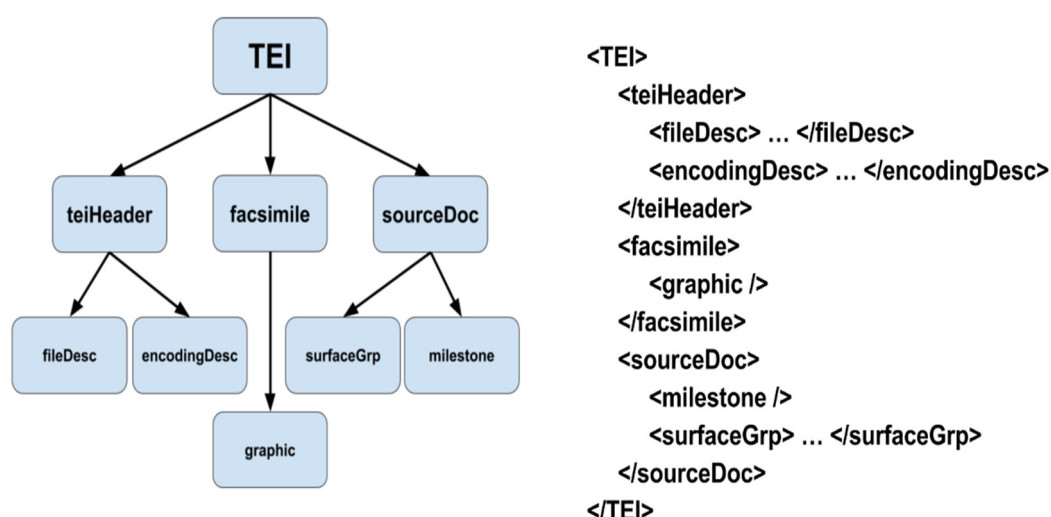 TEI
teiHeader
facsimile
sourceDoc
fileDesc
encodingDesc
surfaceGrp
milestone
graphic
<TEI>
<teiHeader>
<fileDesc> ... </fileDesc>
<encodingDesc> ... </encodingDesc>
</teiHeader>
<facsimile>
<graphic />
</facsimile>
<sourceDoc>
<milestone />
<surfaceGrp> ... </surfaceGrp>
</sourceDoc>
</TEI>